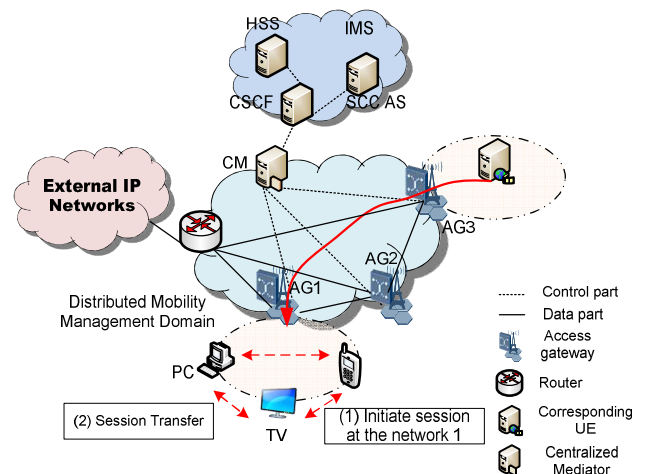 HSS
IMS
CSCF
SCC AS
CM
External IP
Networks
AG3
AG2
AG1
Distributed Mobility
Management Domain
PC
TV
(2) Session Transfer
(1) Initiate session
at the network 1
Control part
Data part
Access
gateway
Router
Corresponding
UE
Centralized
Mediator